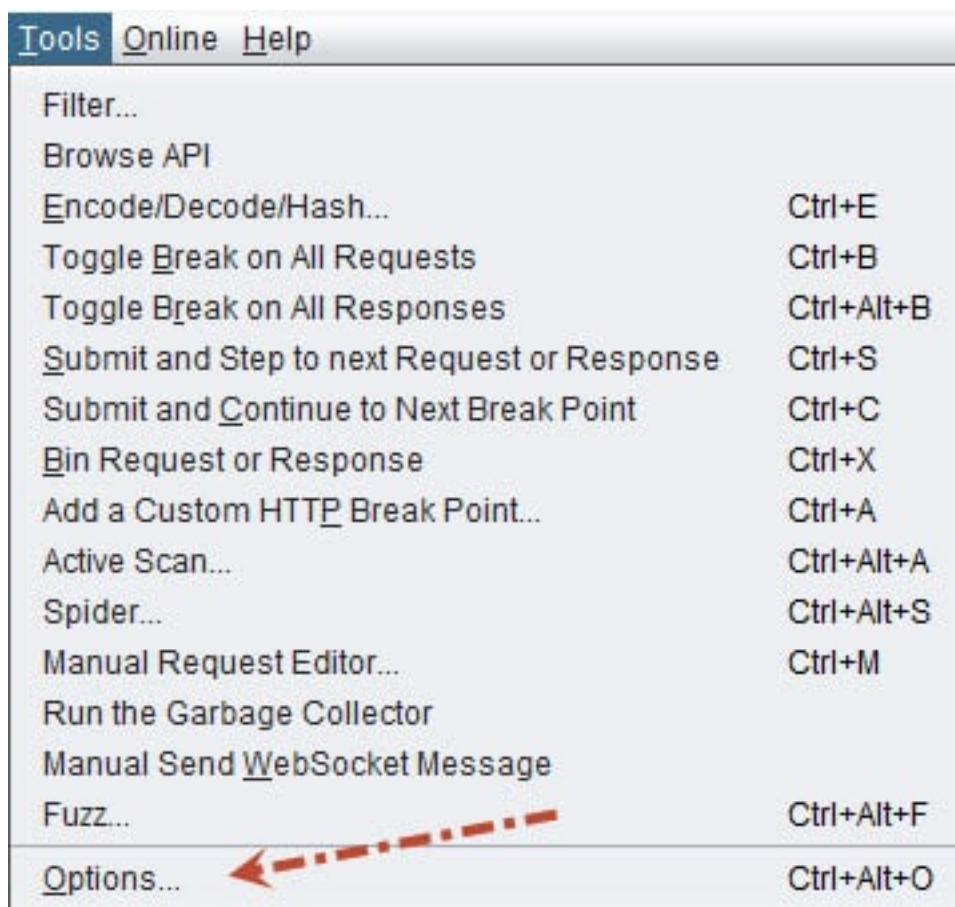 Tools Online Help
Filter...
Browse API
Encode/Decode/Hash... Ctrl+E
Toggle Break on All Requests Ctrl+B
Toggle Break on All Responses Ctrl+Alt+B
Submit and Step to next Request or Response Ctrl+S
Submit and Continue to Next Break Point Ctrl+C
Bin Request or Response Ctrl+X
Add a Custom HTTP Break Point... Ctrl+A
Active Scan... Ctrl+Alt+A
Spider... Ctrl+Alt+S
Manual Request Editor... Ctrl+M
Run the Garbage Collector
Manual Send WebSocket Message
Fuzz... Ctrl+Alt+F
Options... Ctrl+Alt+O